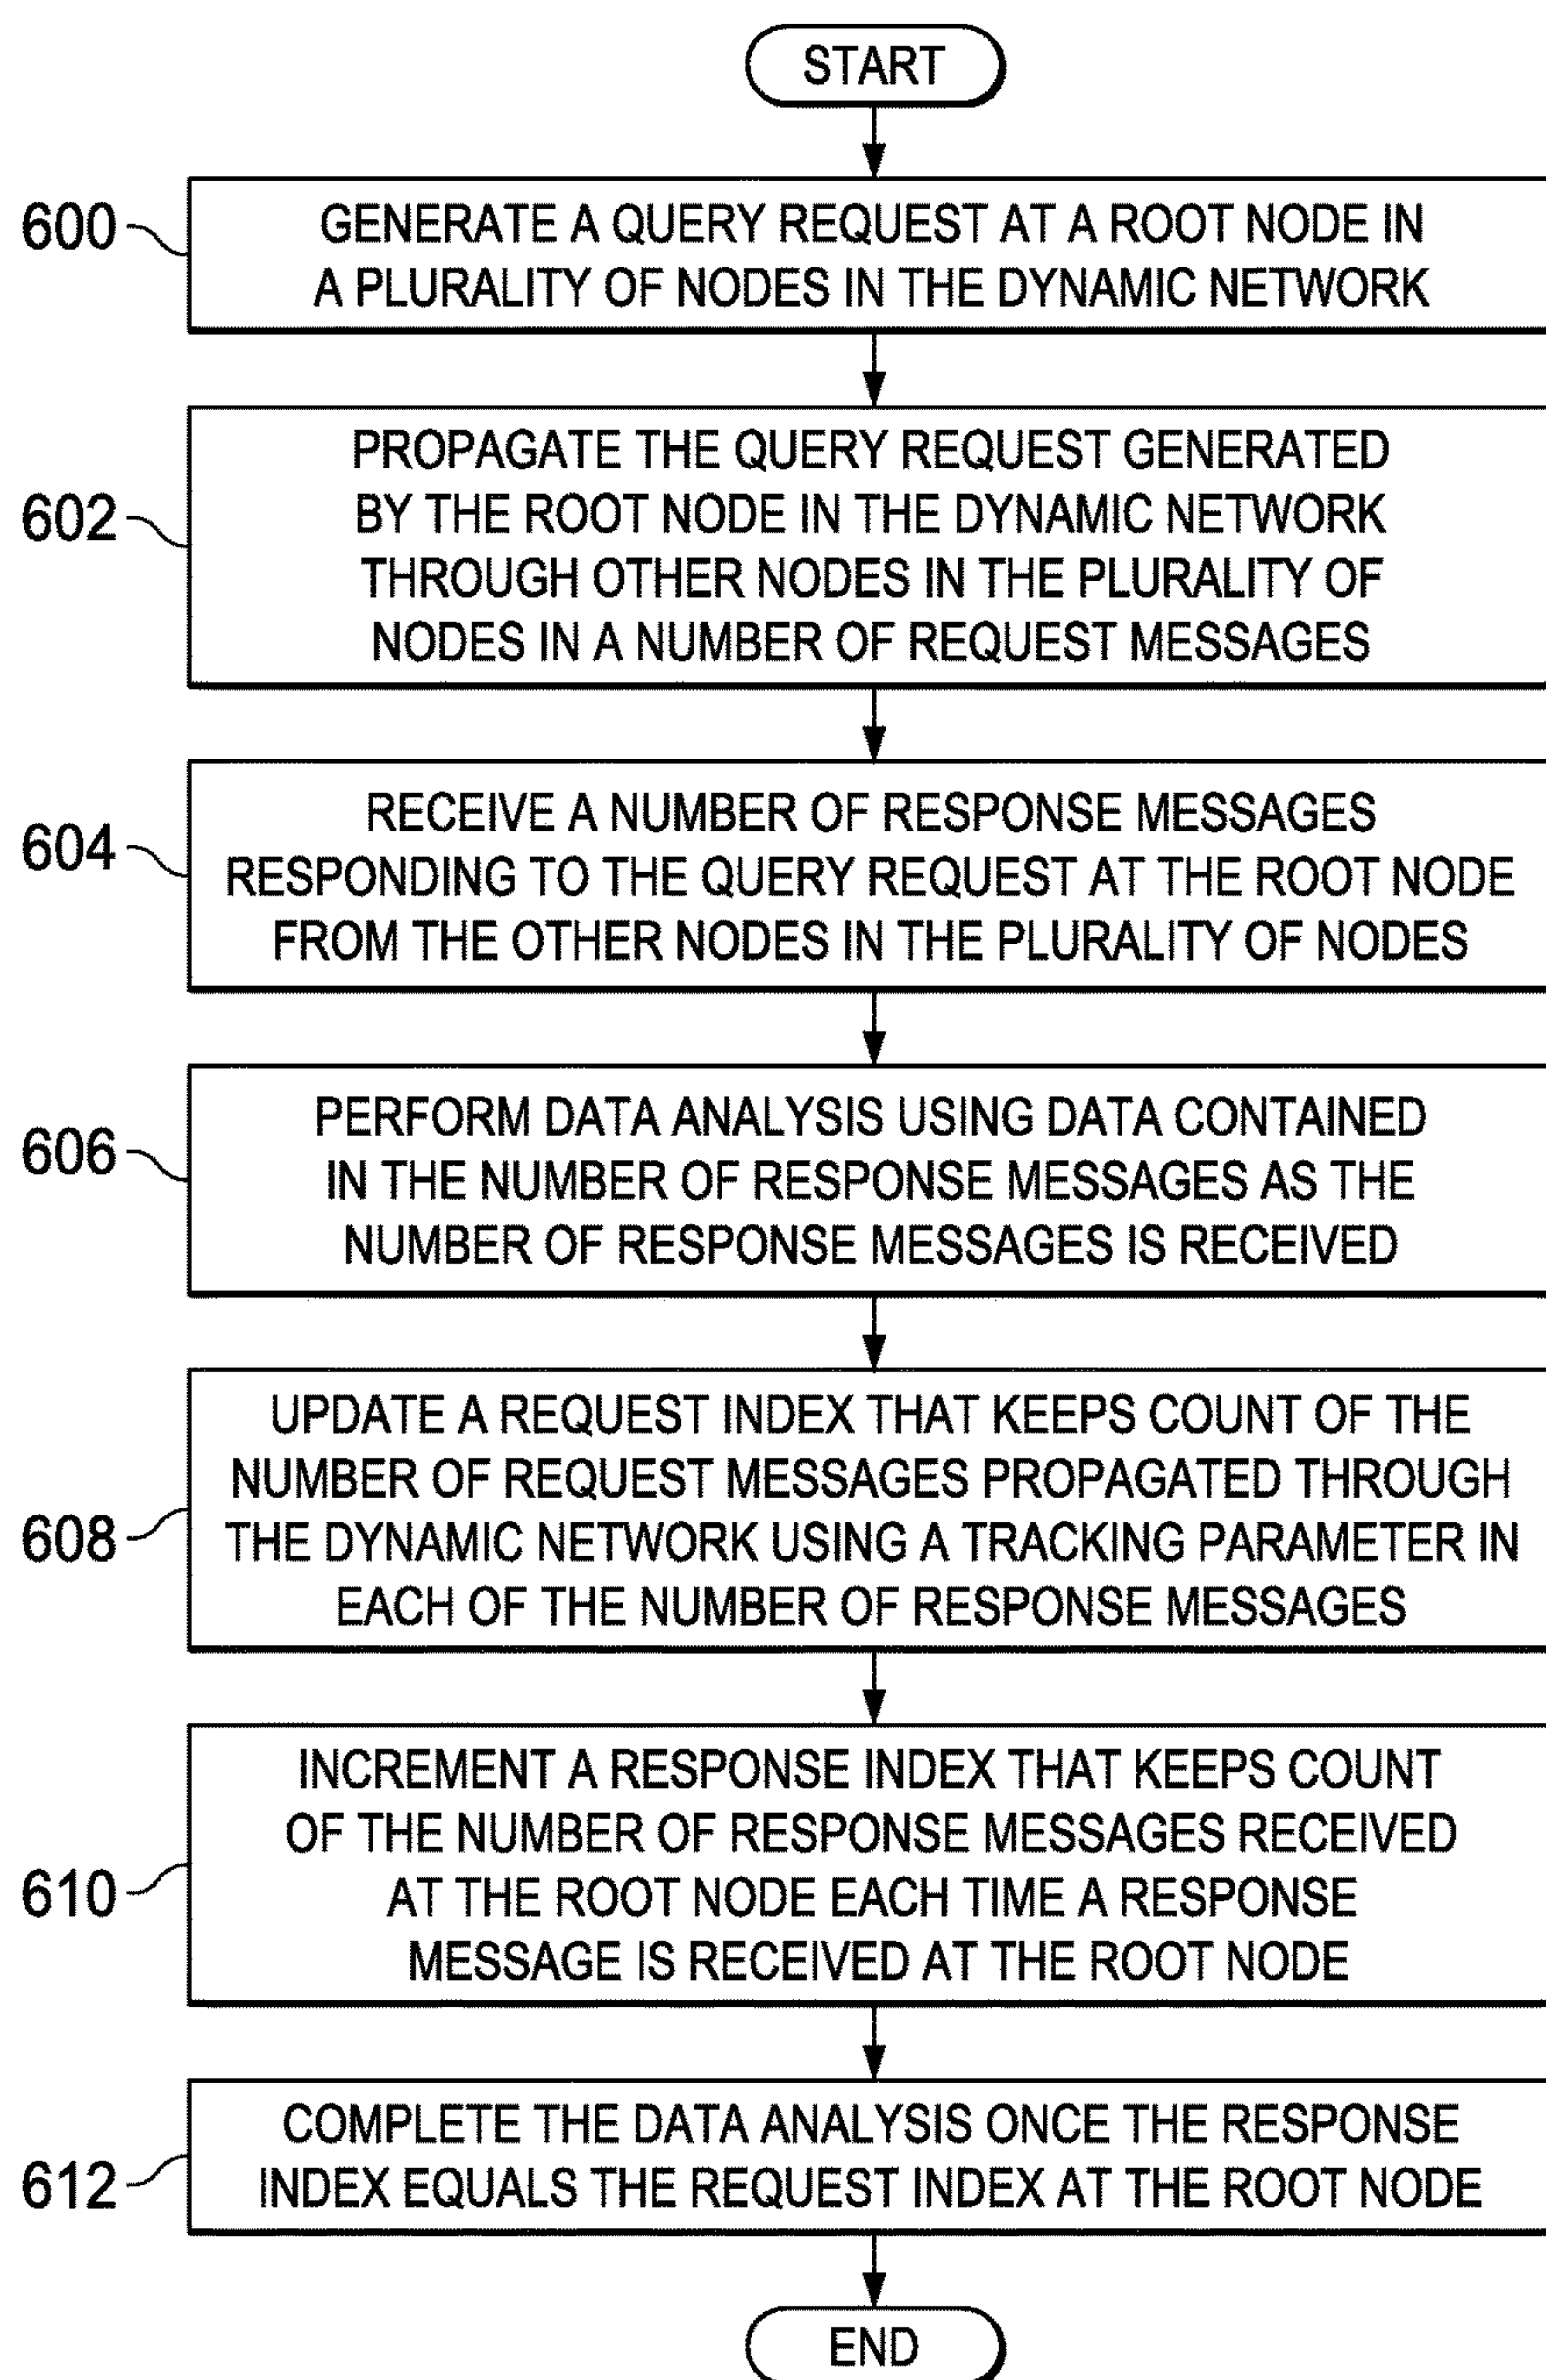 START
600
GENERATE A QUERY REQUEST AT A ROOT NODE IN
A PLURALITY OF NODES IN THE DYNAMIC NETWORK
602
PROPAGATE THE QUERY REQUEST GENERATED
BY THE ROOT NODE IN THE DYNAMIC NETWORK
THROUGH OTHER NODES IN THE PLURALITY OF
NODES IN A NUMBER OF REQUEST MESSAGES
604
RECEIVE A NUMBER OF RESPONSE MESSAGES
RESPONDING TO THE QUERY REQUEST AT THE ROOT NODE
FROM THE OTHER NODES IN THE PLURALITY OF NODES
606
PERFORM DATA ANALYSIS USING DATA CONTAINED
IN THE NUMBER OF RESPONSE MESSAGES AS THE
NUMBER OF RESPONSE MESSAGES IS RECEIVED
608
UPDATE A REQUEST INDEX THAT KEEPS COUNT OF THE
NUMBER OF REQUEST MESSAGES PROPAGATED THROUGH
THE DYNAMIC NETWORK USING A TRACKING PARAMETER IN
EACH OF THE NUMBER OF RESPONSE MESSAGES
610
INCREMENT A RESPONSE INDEX THAT KEEPS COUNT
OF THE NUMBER OF RESPONSE MESSAGES RECEIVED
AT THE ROOT NODE EACH TIME A RESPONSE
MESSAGE IS RECEIVED AT THE ROOT NODE
612
COMPLETE THE DATA ANALYSIS ONCE THE RESPONSE
INDEX EQUALS THE REQUEST INDEX AT THE ROOT NODE
END